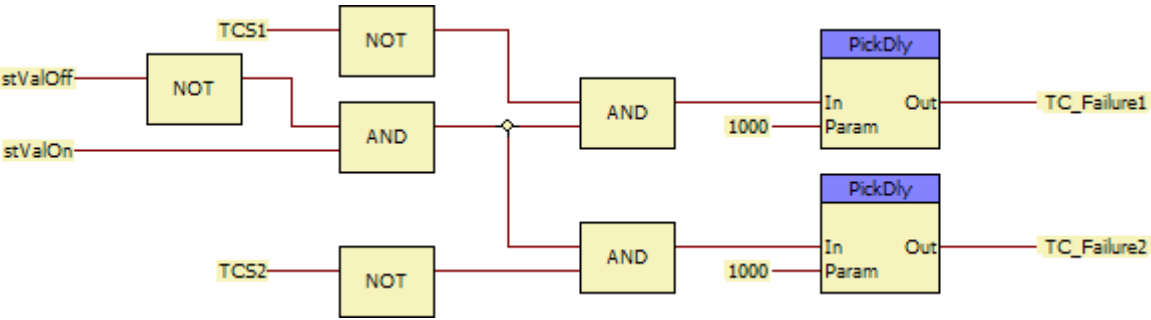 TCS1
NOT
PickDly
stValOff
NOT
AND
In
Out
TC_Failure1
1000
Param
stValOn
AND
PickDly
AND
In
Out
TC_Failure2
TCS2
NOT
1000
Param